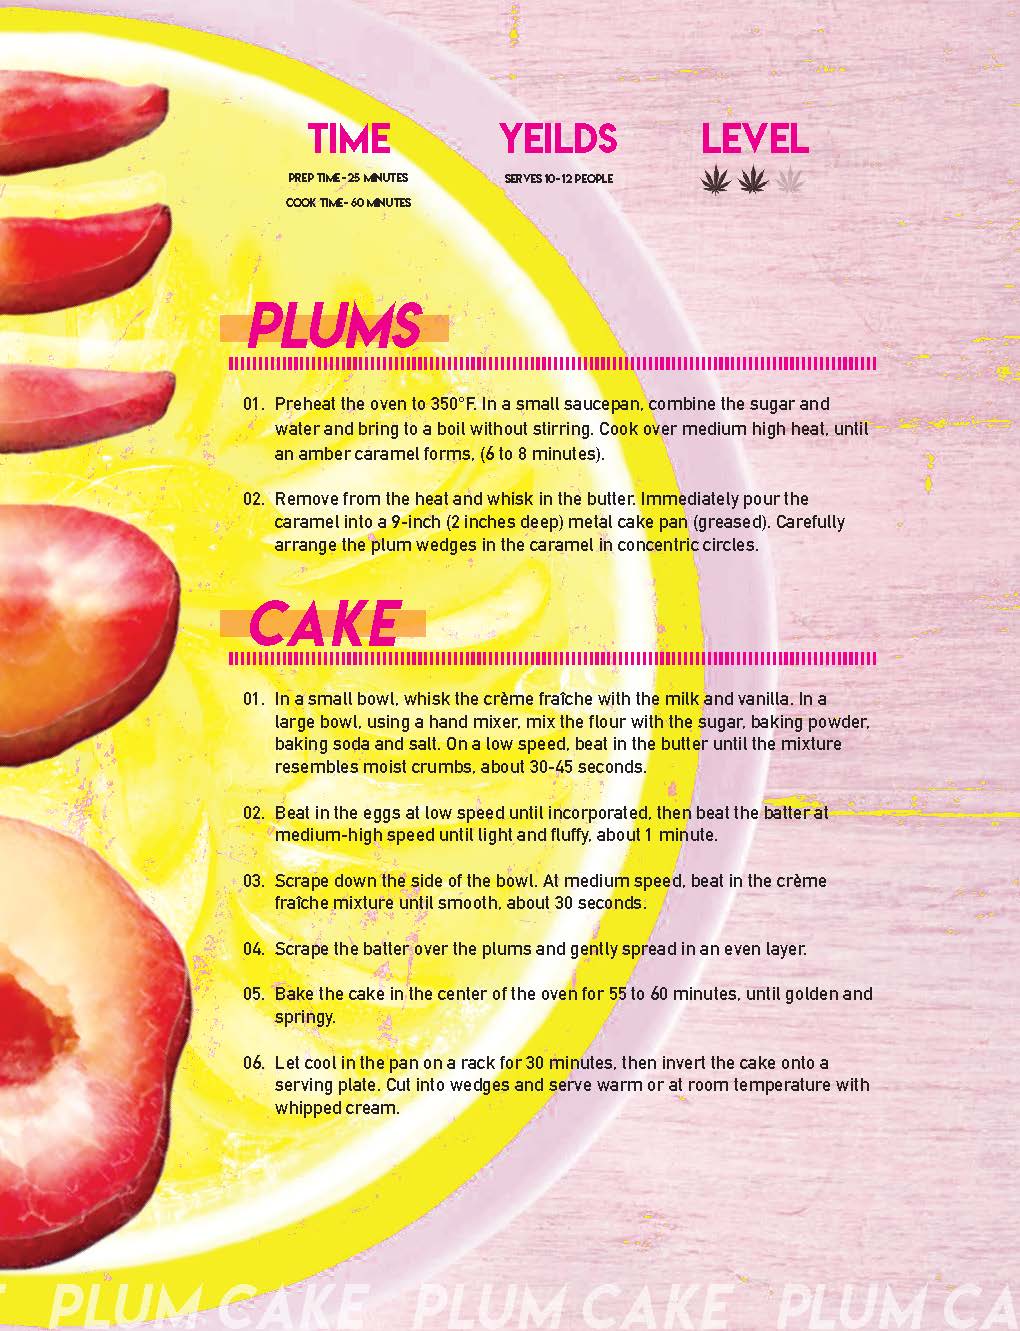 TIME
PREP TIME - 25 MINUTES
COOK TIME - 60 MINUTES
YEILDS
SERVES 10 - 12 PEOPLE
LEVEL
PLUMS
01. Preheat the oven to 350°F. In a small saucepan, combine the sugar and
water and bring to a boil without stirring. Cook over medium high heat, until
an amber caramel forms, (6 to 8 minutes).
02. Remove from the heat and whisk in the butter. Immediately pour the
caramel into a 9-inch (2 inches deep) metal cake pan (greased). Carefully
arrange the plum wedges in the caramel in concentric circles.
CAKE
01. In a small bowl, whisk the crème fraîche with the milk and vanilla. In a
large bowl, using a hand mixer, mix the flour with the sugar, baking powder,
baking soda and salt. On a low speed, beat in the butter until the mixture
resembles moist crumbs, about 30-45 seconds.
02. Beat in the eggs at low speed until incorporated, then beat the batter at
medium-high speed until light and fluffy, about 1 minute.
03. Scrape down the side of the bowl. At medium speed, beat in the crème
fraîche mixture until smooth, about 30 seconds.
04. Scrape the batter over the plums and gently spread in an even layer.
05. Bake the cake in the center of the oven for 55 to 60 minutes, until golden and
springy.
06. Let cool in the pan on a rack for 30 minutes, then invert the cake onto a
serving plate. Cut into wedges and serve warm or at room temperature with
whipped cream.
E PLUM CAKE PLUM CAKE PLUM CA